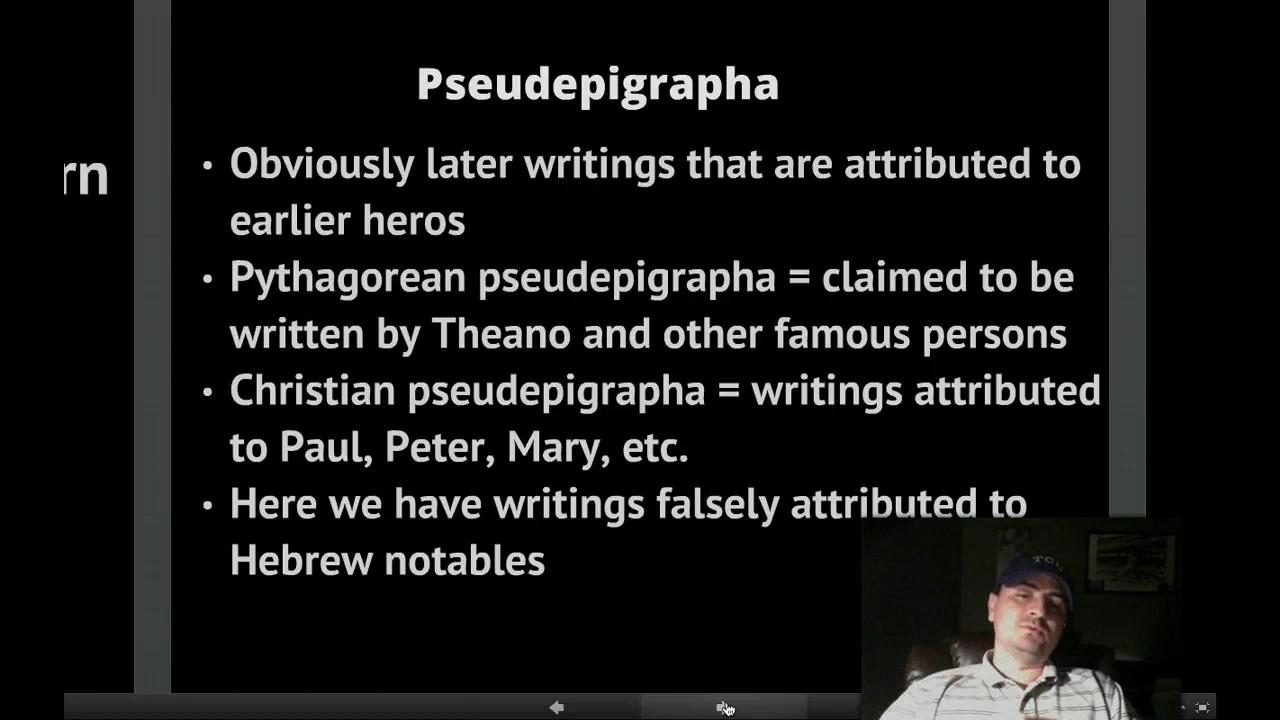 Pseudepigrapha
rn
• Obviously later writings that are attributed to
earlier heros
• Pythagorean pseudepigrapha = claimed to be
written by Theano and other famous persons
• Christian pseudepigrapha = writings attributed
to Paul, Peter, Mary, etc.
• Here we have writings falsely attributed to
Hebrew notables
TCU